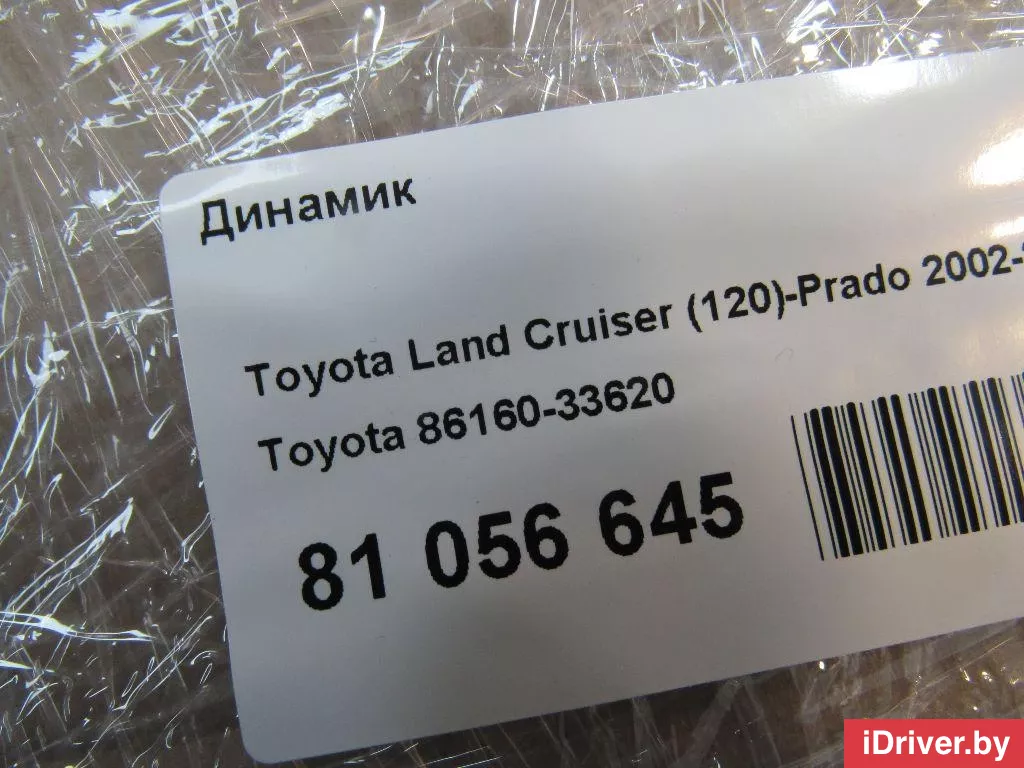 Динамик
Toyota Land Cruiser (120)-Prado 2002-
Toyota 86160-33620
81 056 645
iDriver.by